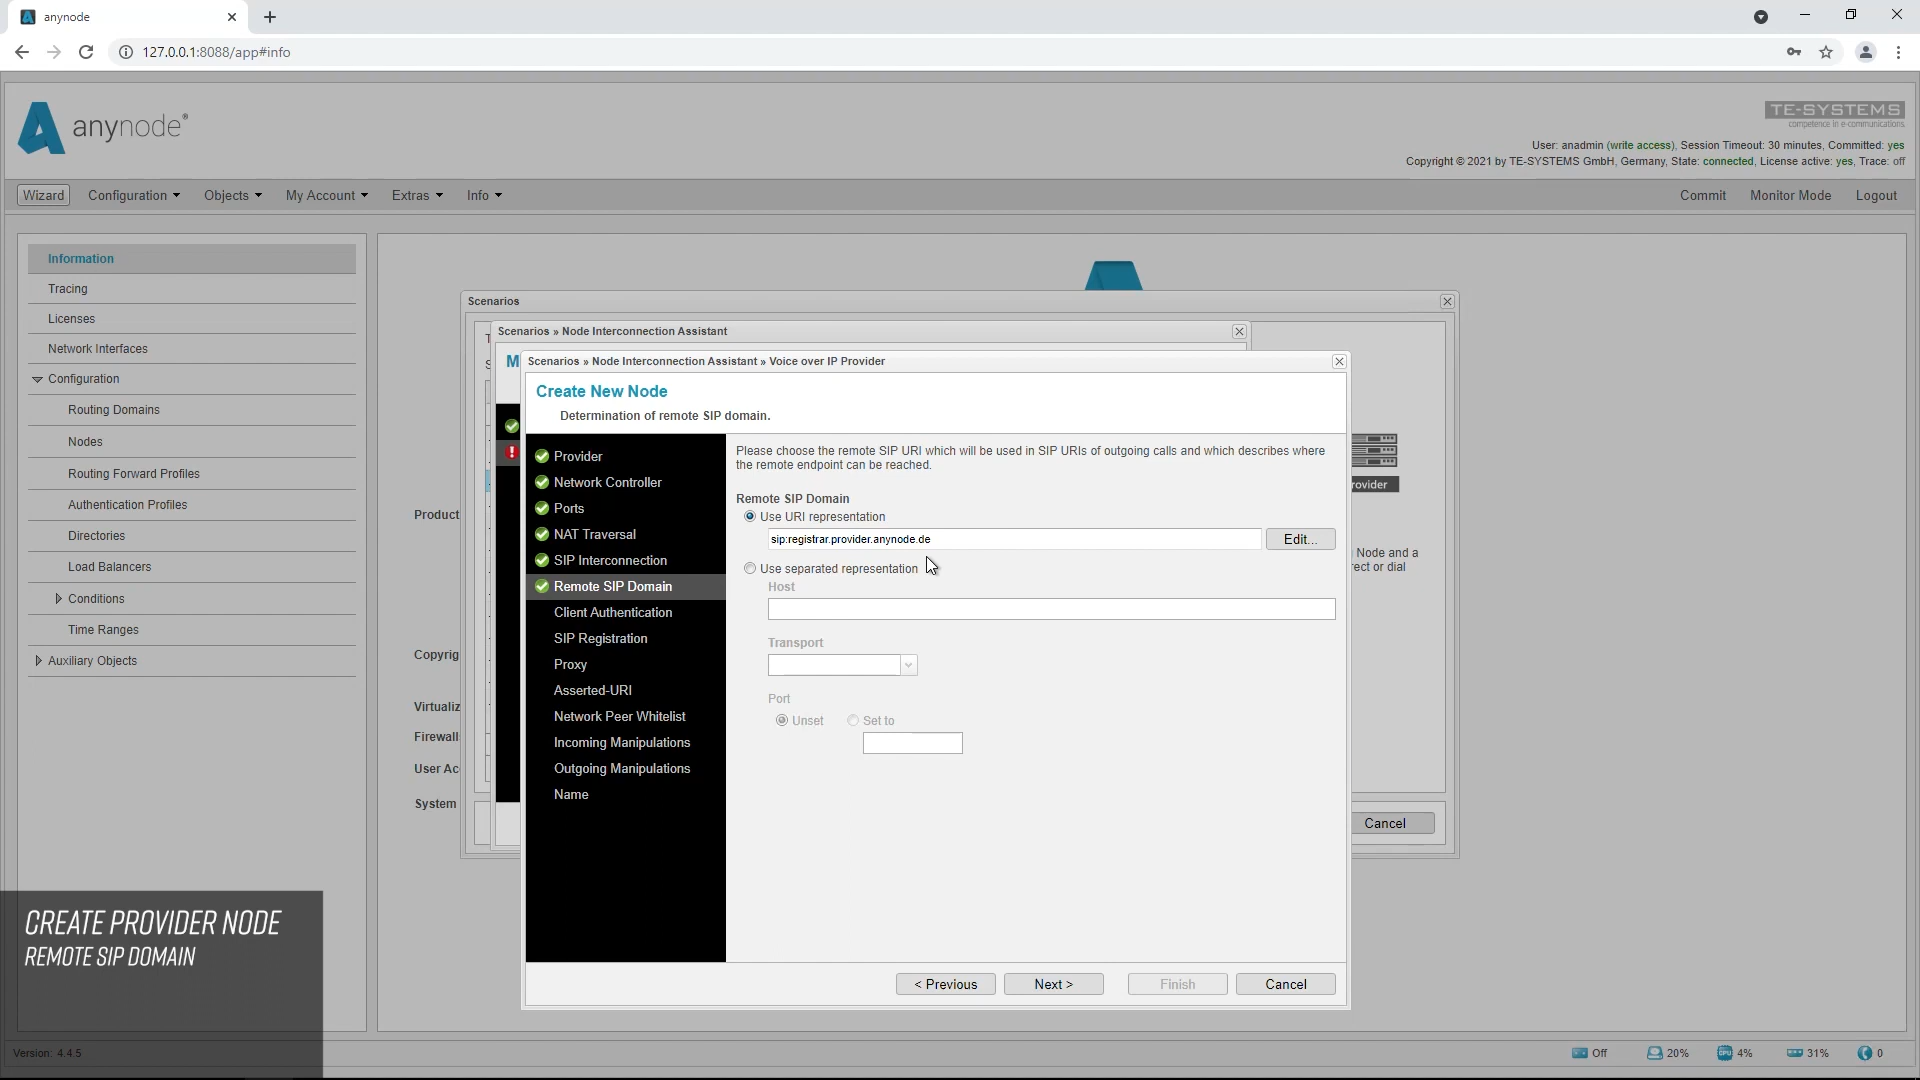 anynode
127.0.0.1:8088/app#info
anynode®
TE-SYSTEMS
competence in e-communications
User: anadmin (write access), Session Timeout: 30 minutes, Committed: yes
Copyright © 2021 by TE-SYSTEMS GmbH, Germany, State: connected, License active: yes, Trace: off
Wizard Configuration Objects My Account Extras Info Commit Monitor Mode Logout
Information
Tracing
Licenses
Network Interfaces
Configuration
Routing Domains
Nodes
Routing Forward Profiles
Authentication Profiles
Directories
Load Balancers
Conditions
Time Ranges
Auxiliary Objects
Product
Copyrig
Virtualiz
Firewall
User Ac
System
Scenarios
Scenarios » Node Interconnection Assistant
M
rovider
Node and a
rect or dial
Cancel
Scenarios » Node Interconnection Assistant » Voice over IP Provider
Create New Node
Determination of remote SIP domain.
Provider
Network Controller
Ports
NAT Traversal
SIP Interconnection
Remote SIP Domain
Client Authentication
SIP Registration
Proxy
Asserted-URI
Network Peer Whitelist
Incoming Manipulations
Outgoing Manipulations
Name
Please choose the remote SIP URI which will be used in SIP URIs of outgoing calls and which describes where
the remote endpoint can be reached.
Remote SIP Domain
Use URI representation
sip:registrar.provider.anynode.de
Edit...
Use separated representation
Host
Transport
Port
Unset Set to
< Previous Next > Finish Cancel
CREATE PROVIDER NODE
REMOTE SIP DOMAIN
Version: 4.4.5
Off 20% CPU 4% 31% 0